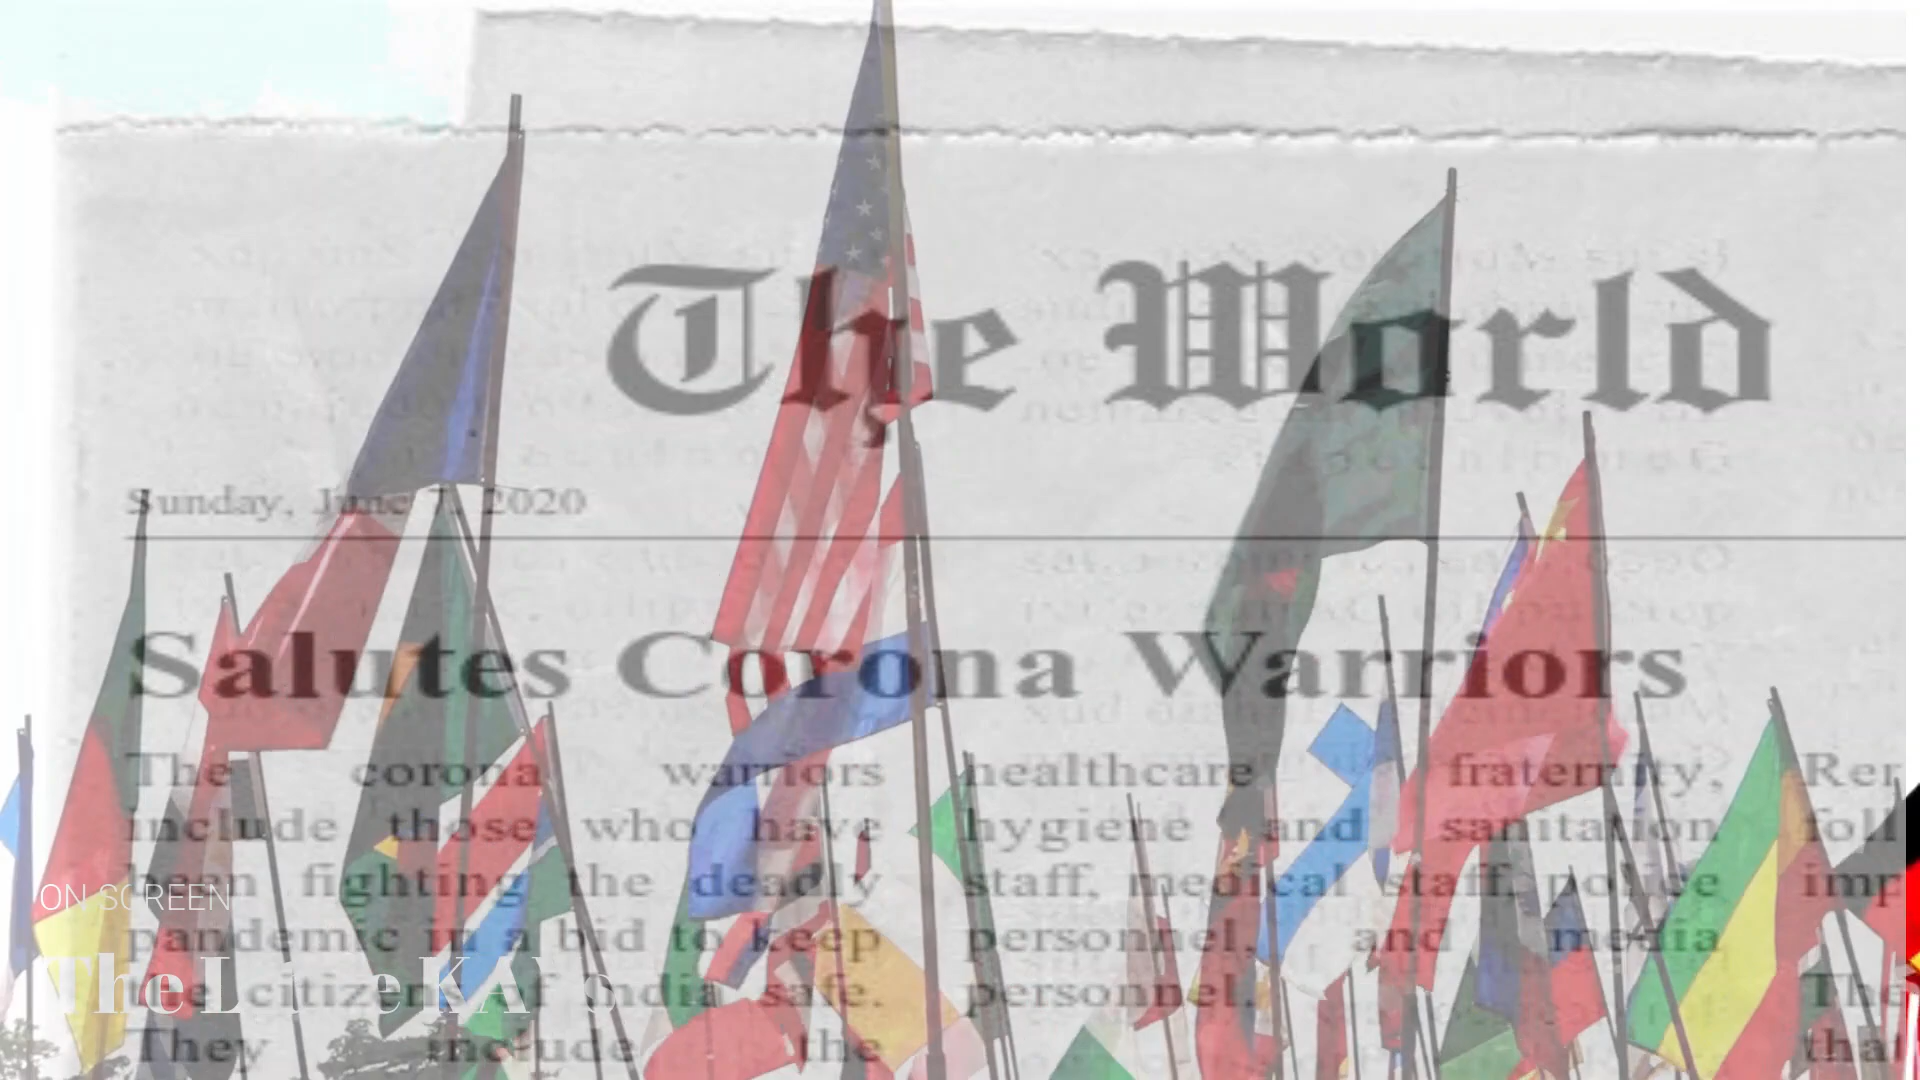 The World
Sunday, June 7, 2020
Salutes Corona Warriors
The corona warriors
include those who have
been fighting the deadly
pandemic in a bid to keep
the citizens of India safe.
They include the
healthcare fraternity,
hygiene and sanitation
staff, medical staff, police
personnel, and media
personnel.
ON SCREEN